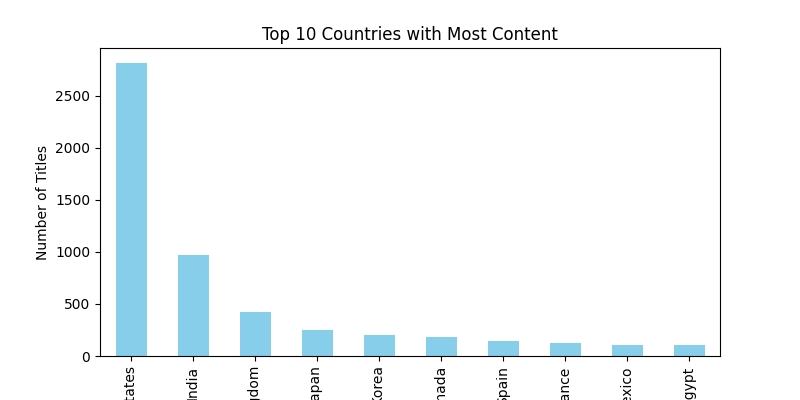 Top 10 Countries with Most Content
Number of Titles
2500
2000
1500
1000
500
0
tates
India
gdom
apan
Korea
nada
Spain
ance
exico
gypt